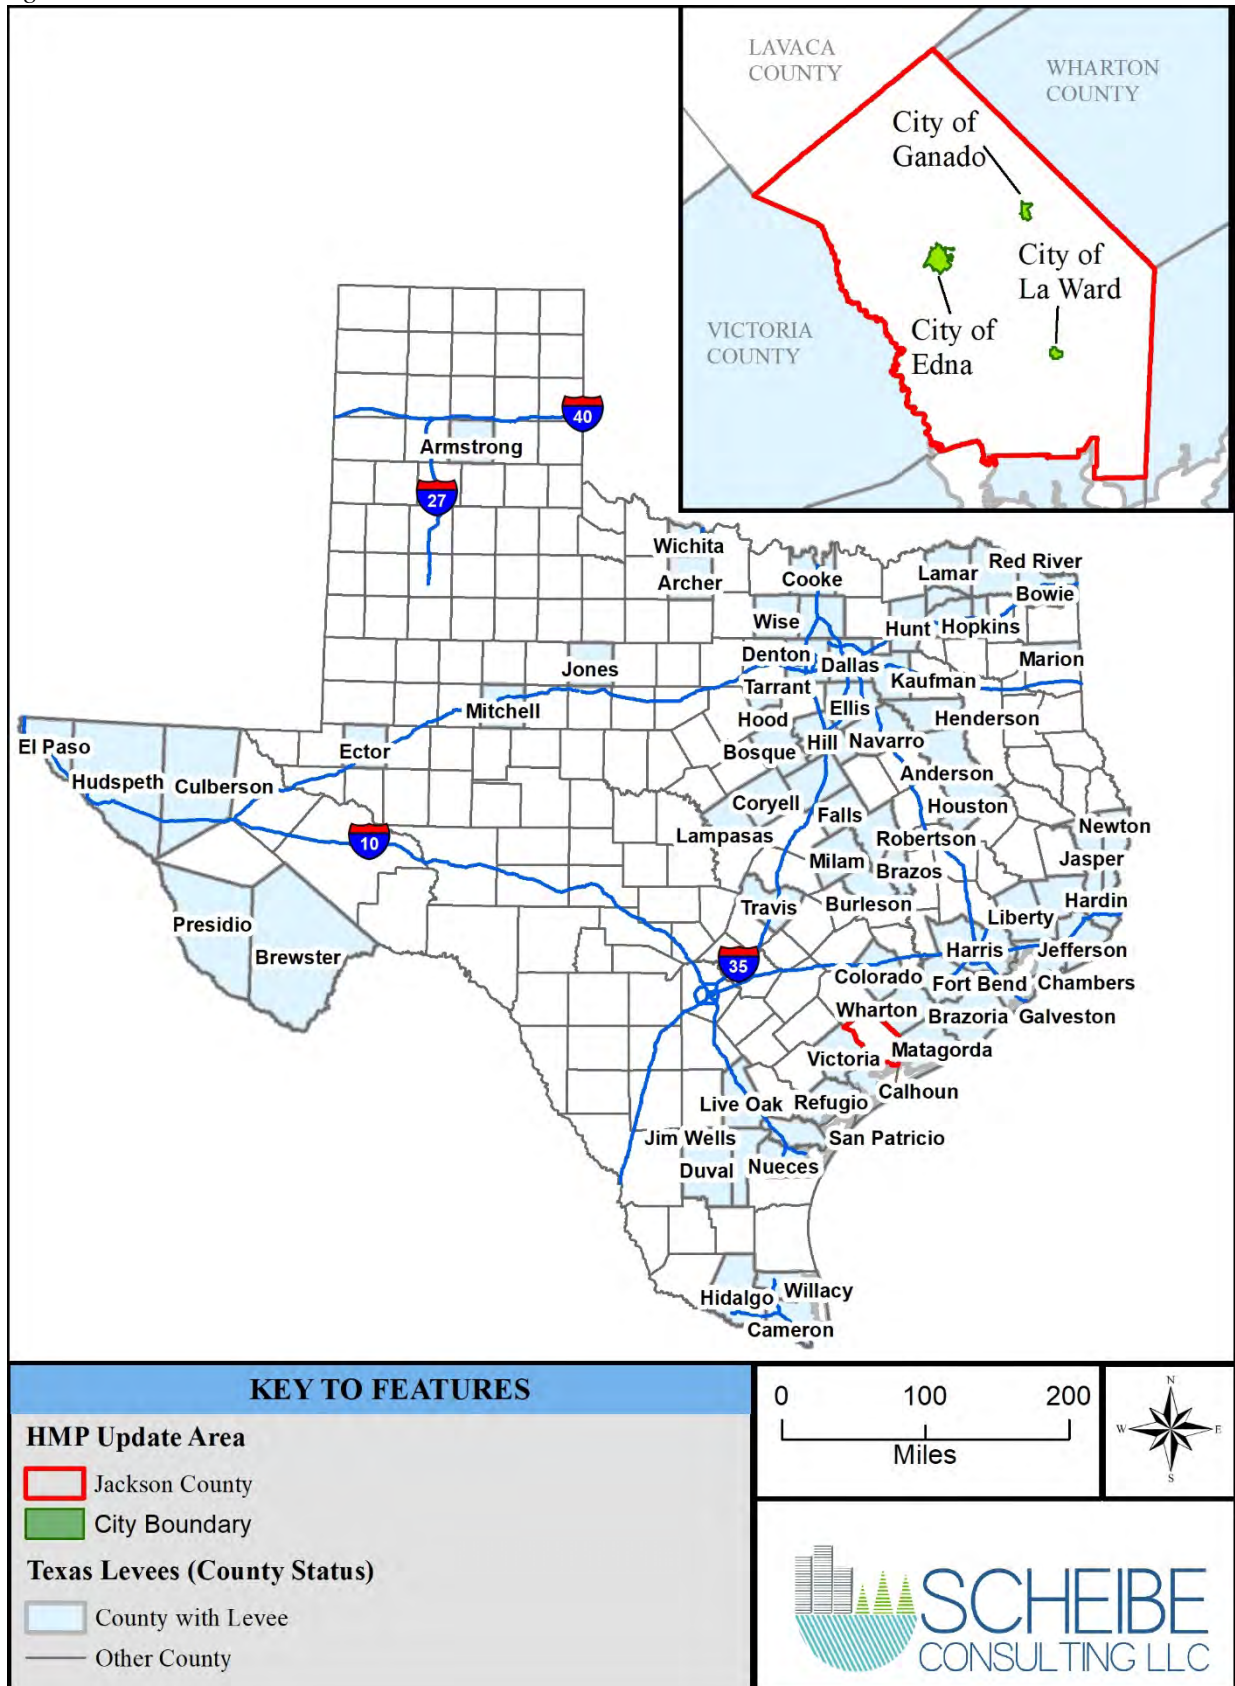 LAVACA
COUNTY
WHARTON
COUNTY
City of
Ganado
City of
La Ward
VICTORIA
COUNTY
City of
Edna
40
Armstrong
27
Wichita
Archer
Cooke
Lamar
Red River
Bowie
Wise
Hunt
Hopkins
Denton
Dallas
Marion
Jones
Kaufman
Tarrant
Mitchell
Ellis
Hood
Henderson
El Paso
Ector
Bosque
Hill
Navarro
Hudspeth
Culberson
Anderson
Coryell
Falls
Houston
Lampasas
Robertson
Newton
10
Milam
Brazos
Jasper
Travis
Burleson
Hardin
Presidio
Liberty
Brewster
Harris
Jefferson
35
Colorado
Fort Bend
Chambers
Wharton
Brazoria
Galveston
Victoria
Matagorda
Calhoun
Live Oak
Refugio
Jim Wells
San Patricio
Duval
Nueces
Hidalgo
Willacy
Cameron
KEY TO FEATURES
HMP Update Area
Jackson County
City Boundary
Texas Levees (County Status)
County with Levee
Other County
0 100 200
Miles
N
W E
S
SCHEIBE
CONSULTING LLC